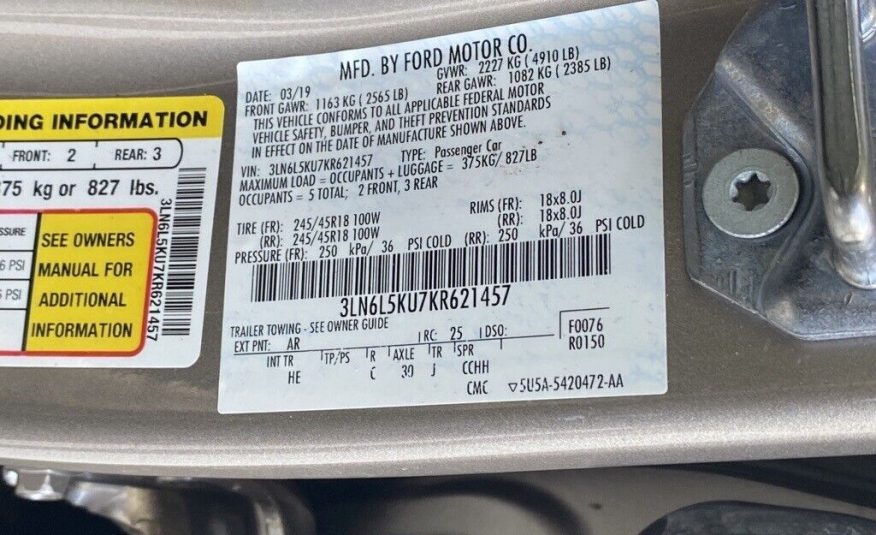 DING INFORMATION
FRONT: 2 REAR: 3
375 kg or 827 lbs.
SSURE
SEE OWNERS
MANUAL FOR
ADDITIONAL
INFORMATION
6 PSI
PSI
3LN6L5KU7KR621457
MFD. BY FORD MOTOR CO.
DATE: 03/19 GVWR: 2227 KG ( 4910 LB)
FRONT GAWR: 1163 KG ( 2565 LB) REAR GAWR: 1082 KG ( 2385 LB)
THIS VEHICLE CONFORMS TO ALL APPLICABLE FEDERAL MOTOR
VEHICLE SAFETY, BUMPER, AND THEFT PREVENTION STANDARDS
IN EFFECT ON THE DATE OF MANUFACTURE SHOWN ABOVE.
VIN: 3LN6L5KU7KR621457 TYPE: Passenger Car
MAXIMUM LOAD = OCCUPANTS + LUGGAGE = 375KG/ 827LB
OCCUPANTS = 5 TOTAL; 2 FRONT, 3 REAR
TIRE (FR): 245/45R18 100W RIMS (FR): 18x8.0J
(RR): 245/45R18 100W (RR): 18x8.0J
PRESSURE (FR): 250 kPa/ 36 PSI COLD (RR): 250 kPa/ 36 PSI COLD
3LN6L5KU7KR621457
TRAILER TOWING - SEE OWNER GUIDE
EXT PNT: AR RC: 25 DSO: F0076
INT TR TP/PS R AXLE TR SPR R0150
HE C 30 J CCHH
CMC ▽5U5A-5420472-AA